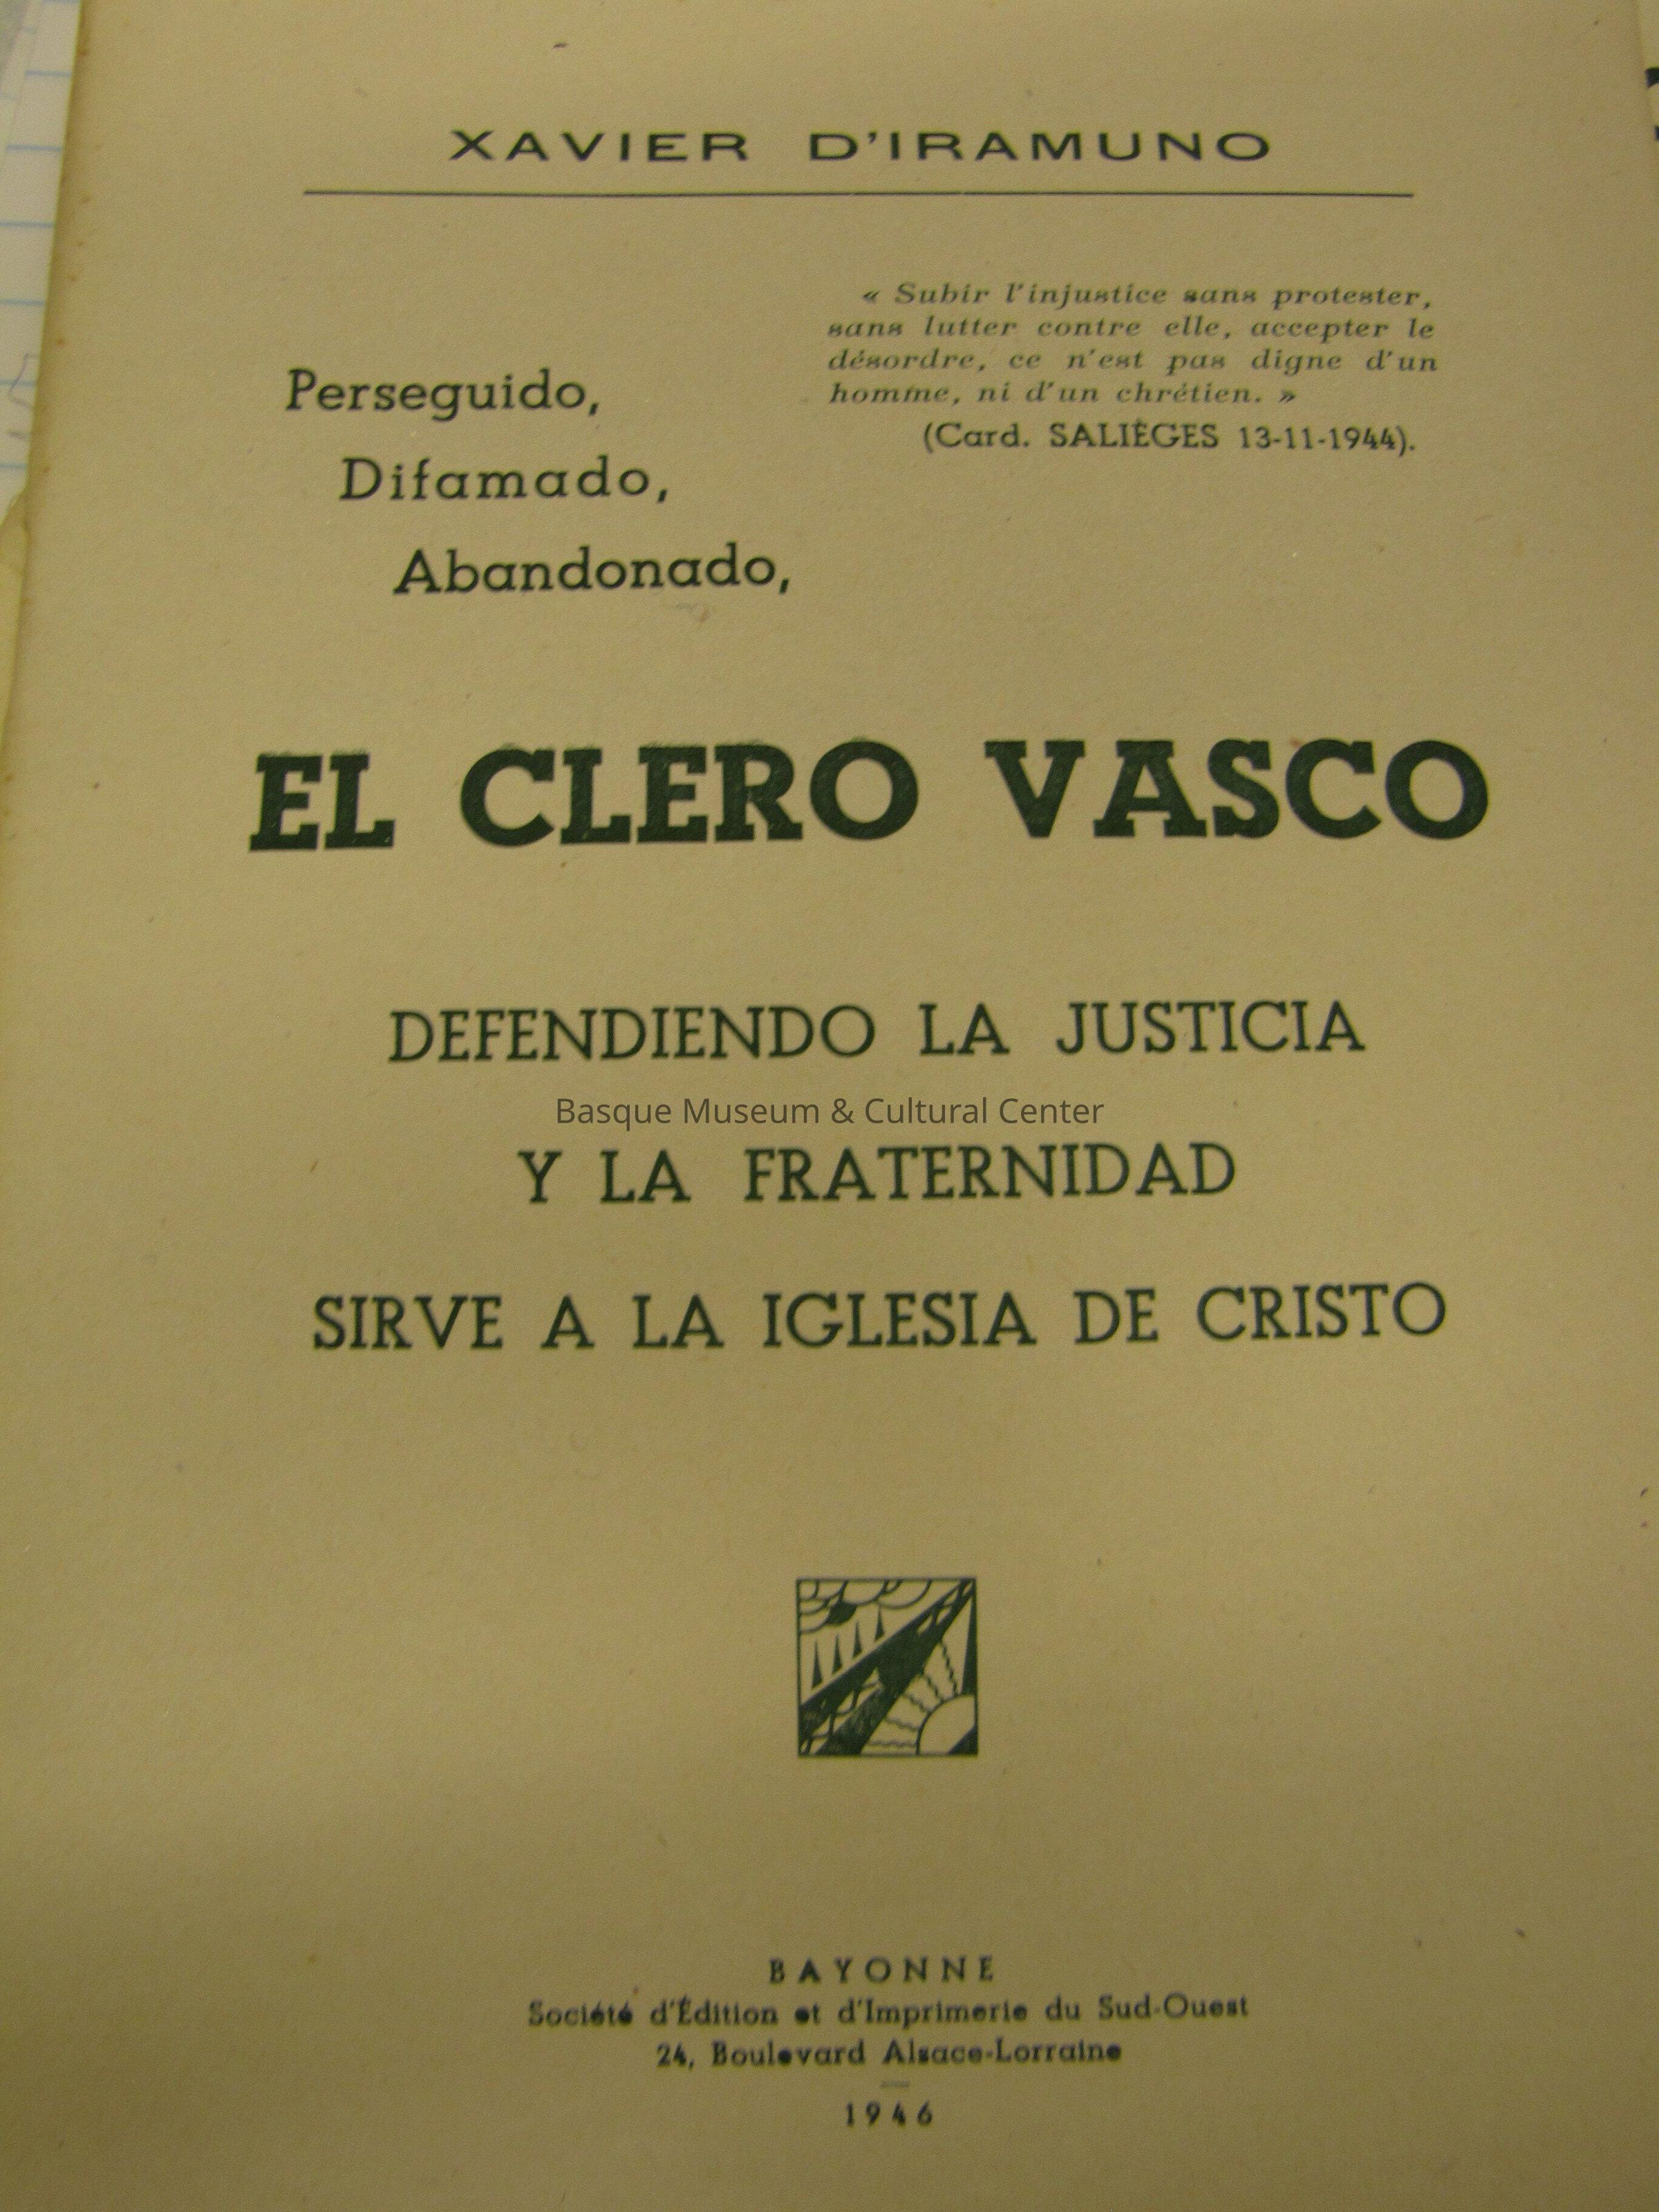 XAVIER D'IRAMUNO
« Subir l'injustice sans protester,
sans lutter contre elle, accepter le
désordre, ce n'est pas digne d'un
homme, ni d'un chrétien. »
(Card. SALIÈGES 13-11-1944).
Perseguido,
Difamado,
Abandonado,
EL CLERO VASCO
DEFENDIENDO LA JUSTICIA
Basque Museum & Cultural Center
Y LA FRATERNIDAD
SIRVE A LA IGLESIA DE CRISTO
BAYONNE
Société d'Édition et d'Imprimerie du Sud-Ouest
24, Boulevard Alsace-Lorraine
1946